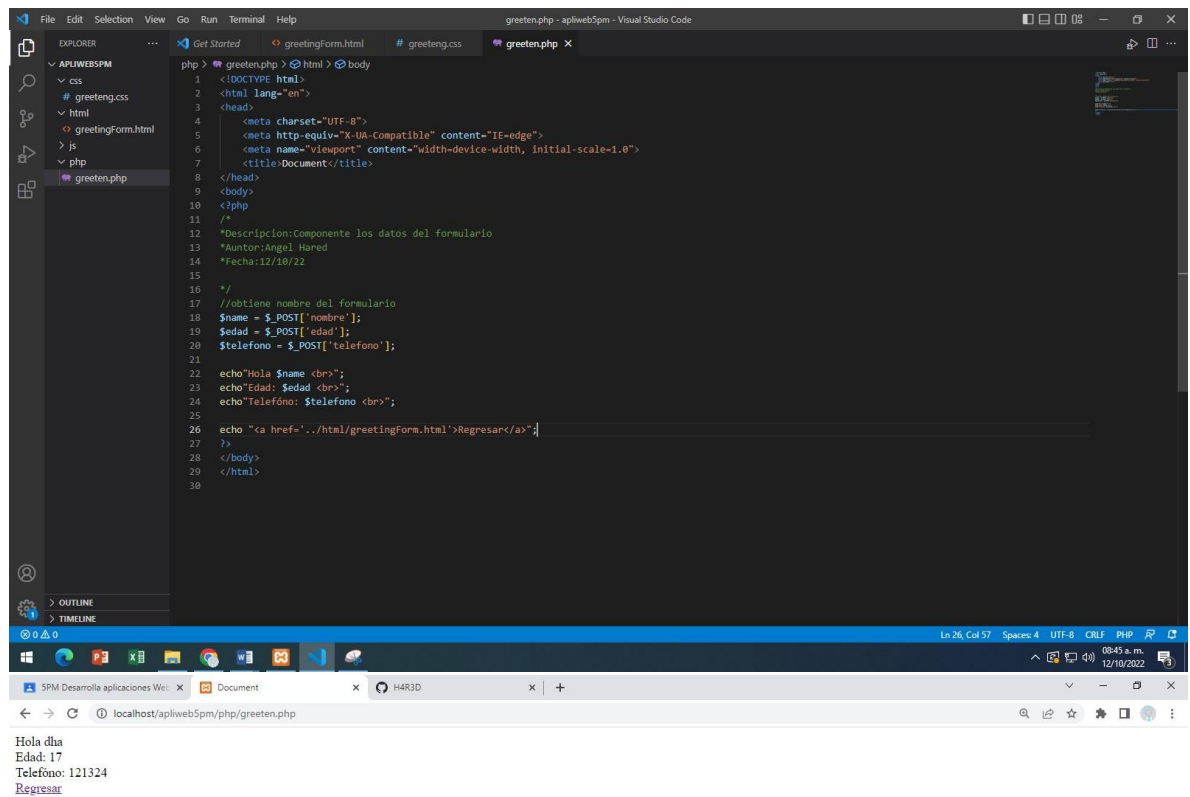 File Edit Selection View Go Run Terminal Help
greeten.php - apliweb5pm - Visual Studio Code
EXPLORER
Get Started
greetingForm.html
# greeteng.css
greeten.php
APLIWEB5PM
css
# greeteng.css
html
greetingForm.html
js
php
greeten.php
OUTLINE
TIMELINE
php > greeten.php > html > body
1 <!DOCTYPE html>
2 <html lang="en">
3 <head>
4 <meta charset="UTF-8">
5 <meta http-equiv="X-UA-Compatible" content="IE=edge">
6 <meta name="viewport" content="width=device-width, initial-scale=1.0">
7 <title>Document</title>
8 </head>
9 <body>
10 <?php
11 /*
12 *Descripcion:Componente los datos del formulario
13 *Auntor:Angel Hared
14 *Fecha:12/10/22
15
16 */
17 //obtiene nombre del formulario
18 $name = $_POST['nombre'];
19 $edad = $_POST['edad'];
20 $telefono = $_POST['telefono'];
21
22 echo"Hola $name <br>";
23 echo"Edad: $edad <br>";
24 echo"Telefóno: $telefono <br>";
25
26 echo "<a href='../html/greetingForm.html'>Regresar</a>";
27 ?>
28 </body>
29 </html>
30
0 0
Ln 26, Col 57 Spaces: 4 UTF-8 CRLF PHP
08:45 a. m.
12/10/2022
5PM Desarrolla aplicaciones Web
Document
H4R3D
localhost/apliweb5pm/php/greeten.php
Hola dha
Edad: 17
Telefóno: 121324
Regresar